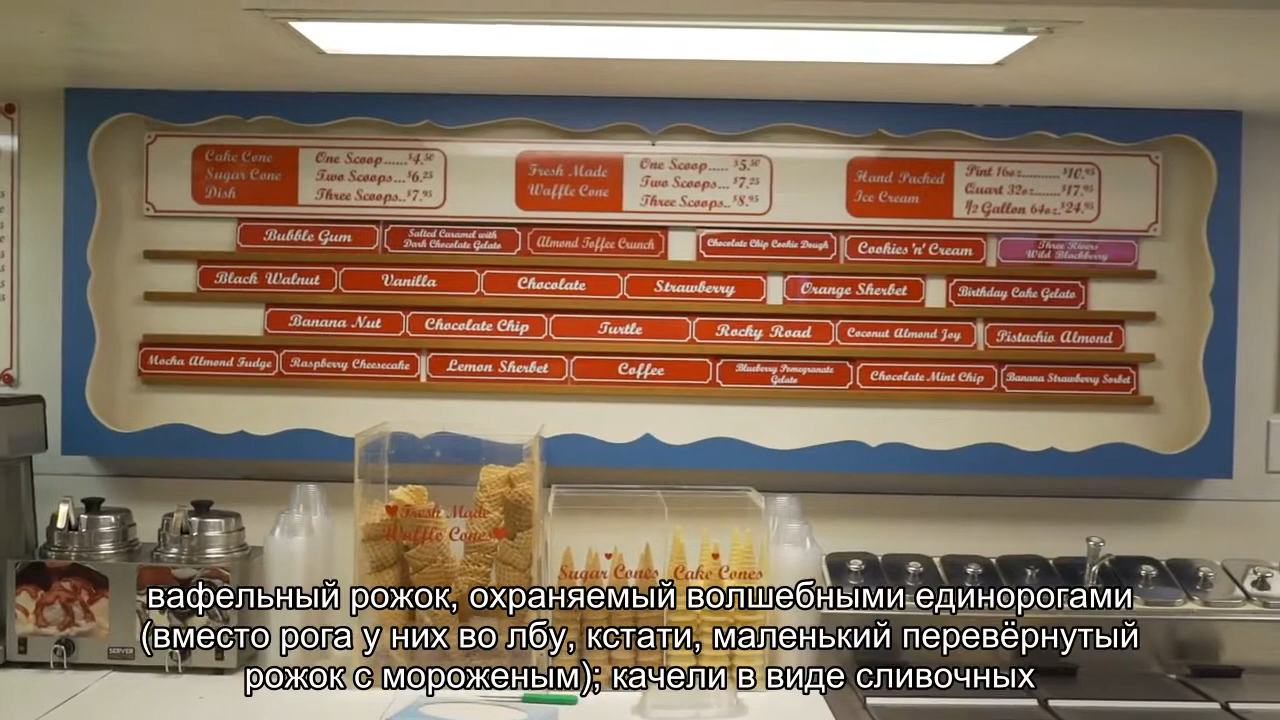 Cake Cone
Sugar Cone
Dish
One Scoop......$4.50
Two Scoops...$6.25
Three Scoops..$7.95
Fresh Made
Waffle Cone
One Scoop.....$5.50
Two Scoops...$7.25
Three Scoops..$8.95
Hand Packed
Ice Cream
Pint 16oz..........$10.95
Quart 32oz.......$17.95
1/2 Gallon 64oz.$24.95
Bubble Gum
Salted Caramel with
Dark Chocolate Gelato
Almond Toffee Crunch
Chocolate Chip Cookie Dough
Cookies 'n' Cream
Three Rivers
Wild Blackberry
Black Walnut
Vanilla
Chocolate
Strawberry
Orange Sherbet
Birthday Cake Gelato
Banana Nut
Chocolate Chip
Turtle
Rocky Road
Coconut Almond Joy
Pistachio Almond
Mocha Almond Fudge
Raspberry Cheesecake
Lemon Sherbet
Coffee
Blueberry Pomegranate
Gelato
Chocolate Mint Chip
Banana Strawberry Sorbet
Fresh Made
Waffle Cones
Sugar Cones
Cake Cones
SERVER
вафельный рожок, охраняемый волшебными единорогами
(вместо рога у них во лбу, кстати, маленький перевёрнутый
рожок с мороженым); качели в виде сливочных